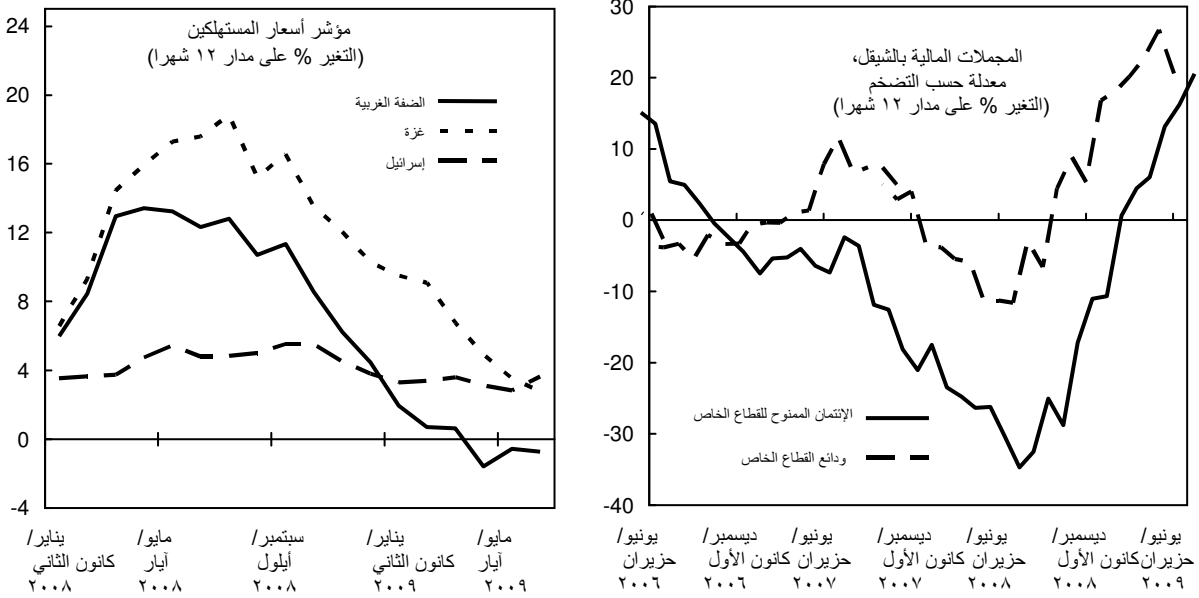 مؤشر أسعار المستهلكين
(التغير % على مدار ١٢ شهرا)
24
20
16
12
8
4
0
-4
الضفة الغربية
غزة
إسرائيل
يناير/
كانون الثاني
٢٠٠٨
مايو/
آيار
٢٠٠٨
سبتمبر/
أيلول
٢٠٠٨
يناير/
كانون الثاني
٢٠٠٩
مايو/
آيار
٢٠٠٩
المجملات المالية بالشيقل،
معدلة حسب التضخم
(التغير % على مدار ١٢ شهرا)
30
20
10
0
-10
-20
-30
-40
الإئتمان الممنوح للقطاع الخاص
ودائع القطاع الخاص
يونيو/
حزيران
٢٠٠٦
ديسمبر/
كانون الأول
٢٠٠٦
يونيو/
حزيران
٢٠٠٧
ديسمبر/
كانون الأول
٢٠٠٧
يونيو/
حزيران
٢٠٠٨
ديسمبر/
كانون الأول
٢٠٠٨
يونيو/
حزيران
٢٠٠٩